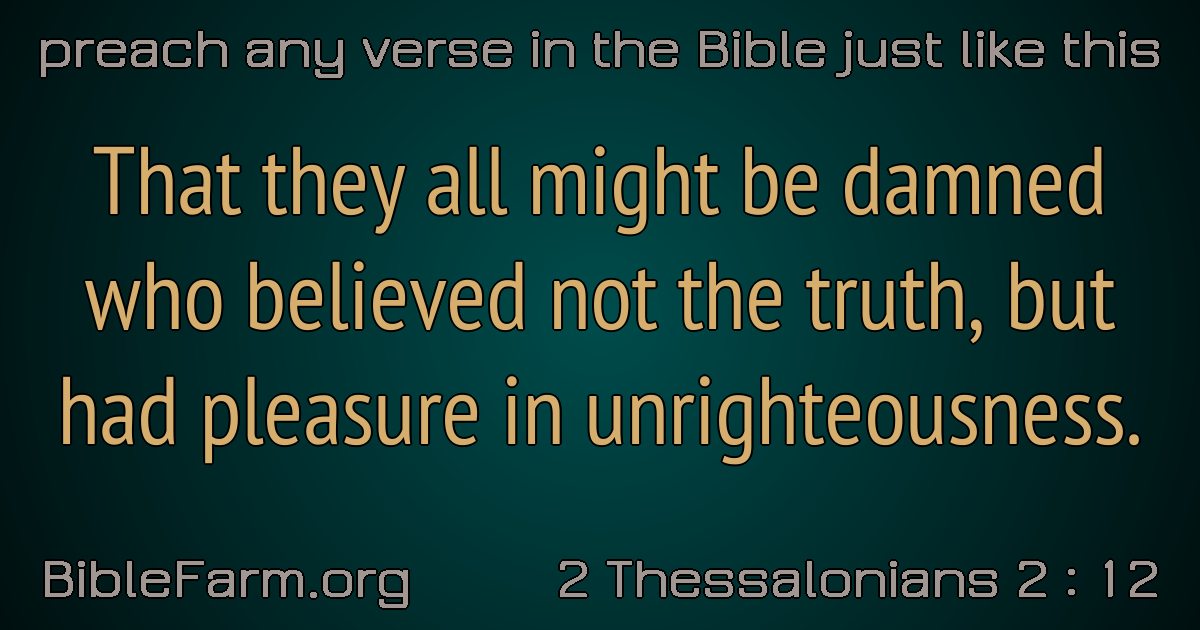 preach any verse in the Bible just like this
That they all might be damned
who believed not the truth, but
had pleasure in unrighteousness.
BibleFarm.org
2 Thessalonians 2 : 12